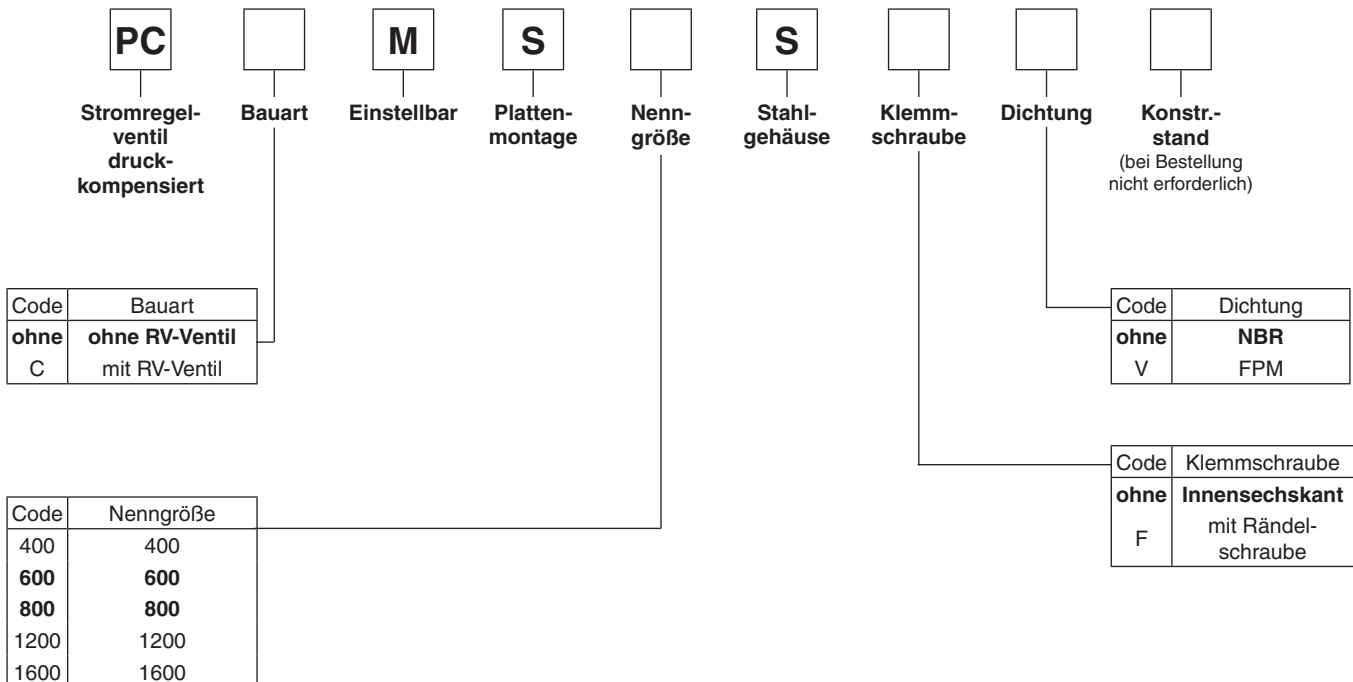 PC M S S
Stromregel-
ventil
druck-
kompensiert
Bauart
Einstellbar
Platten-
montage
Nenn-
größe
Stahl-
gehäuse
Klemm-
schraube
Dichtung
Konstr.-
stand
(bei Bestellung
nicht erforderlich)
Code Bauart
ohne ohne RV-Ventil
C mit RV-Ventil
Code Dichtung
ohne NBR
V FPM
Code Klemmschraube
ohne Innensechskant
F mit Rändel-
schraube
Code Nenngröße
400 400
600 600
800 800
1200 1200
1600 1600